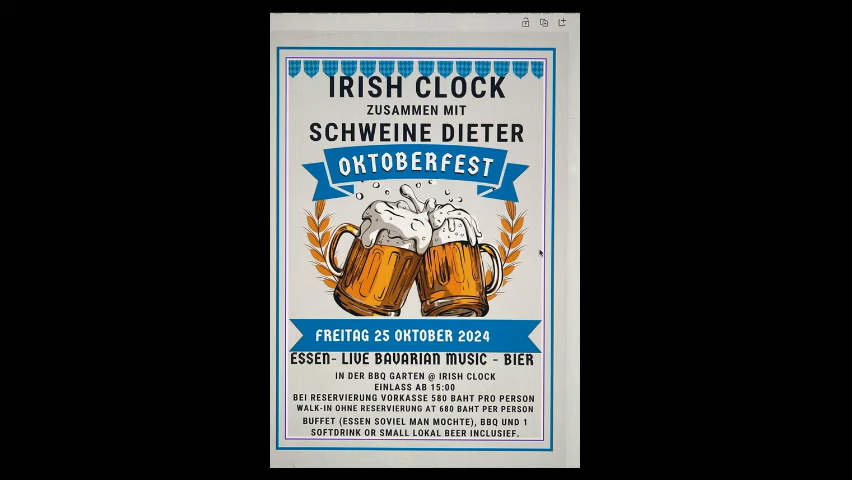 IRISH CLOCK
ZUSAMMEN MIT
SCHWEINE DIETER
OKTOBERFEST
FREITAG 25 OKTOBER 2024
ESSEN- LIVE BAVARIAN MUSIC - BIER
IN DER BBQ GARTEN @ IRISH CLOCK
EINLASS AB 15:00
BEI RESERVIERUNG VORKASSE 580 BAHT PRO PERSON
WALK-IN OHNE RESERVIERUNG AT 680 BAHT PER PERSON
BUFFET (ESSEN SOVIEL MAN MOCHTE), BBQ UND 1
SOFTDRINK OR SMALL LOKAL BEER INCLUSIEF.